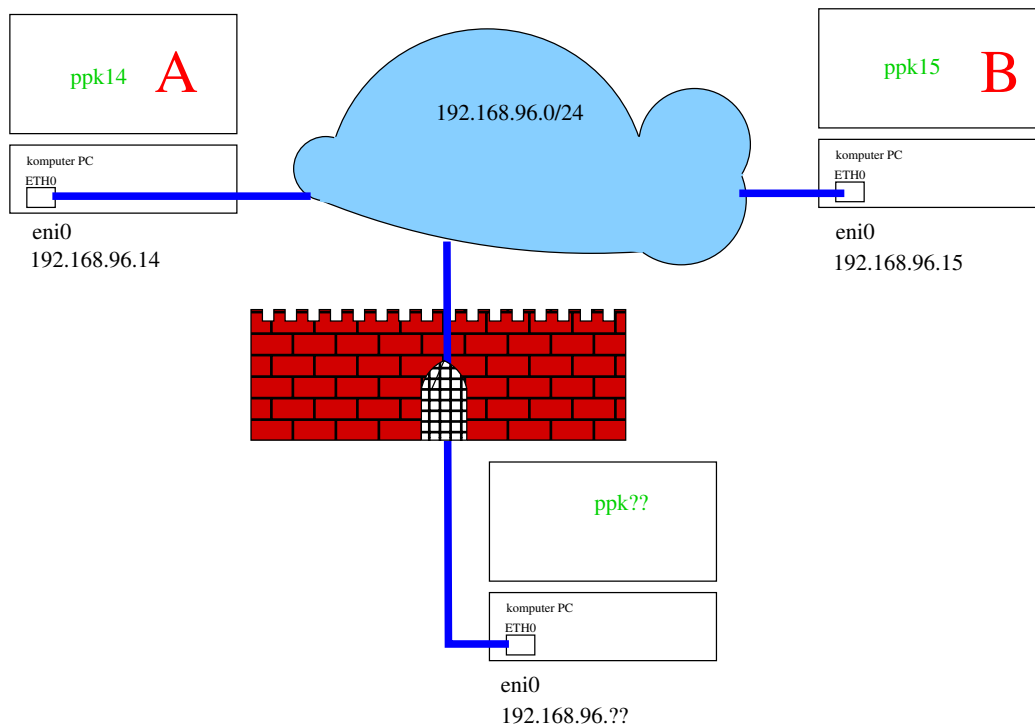 ppk14 A
komputer PC
ETH0
eni0
192.168.96.14
192.168.96.0/24
ppk15 B
komputer PC
ETH0
eni0
192.168.96.15
ppk??
komputer PC
ETH0
eni0
192.168.96.??